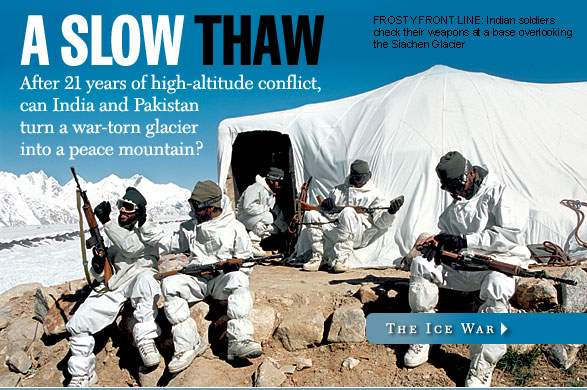 A SLOW THAW
After 21 years of high-altitude conflict,
can India and Pakistan
turn a war-torn glacier
into a peace mountain?
FROSTY FRONT LINE: Indian soldiers
check their weapons at a base overlooking
the Siachen Glacier
THE ICE WAR